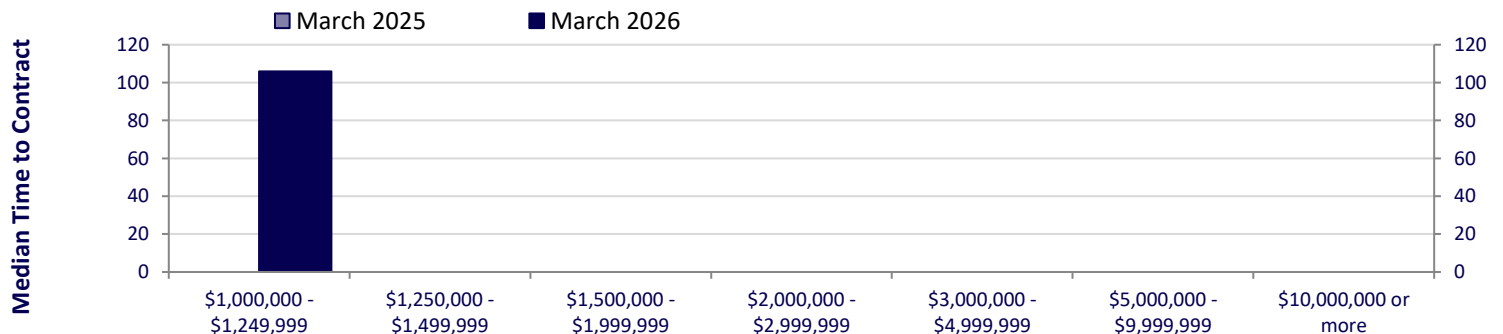 March 2025 March 2026
Median Time to Contract
120 120
100 100
80 80
60 60
40 40
20 20
0 0
$1,000,000 - $1,250,000 - $1,500,000 - $2,000,000 - $3,000,000 - $5,000,000 - $10,000,000 or
$1,249,999 $1,499,999 $1,999,999 $2,999,999 $4,999,999 $9,999,999 more